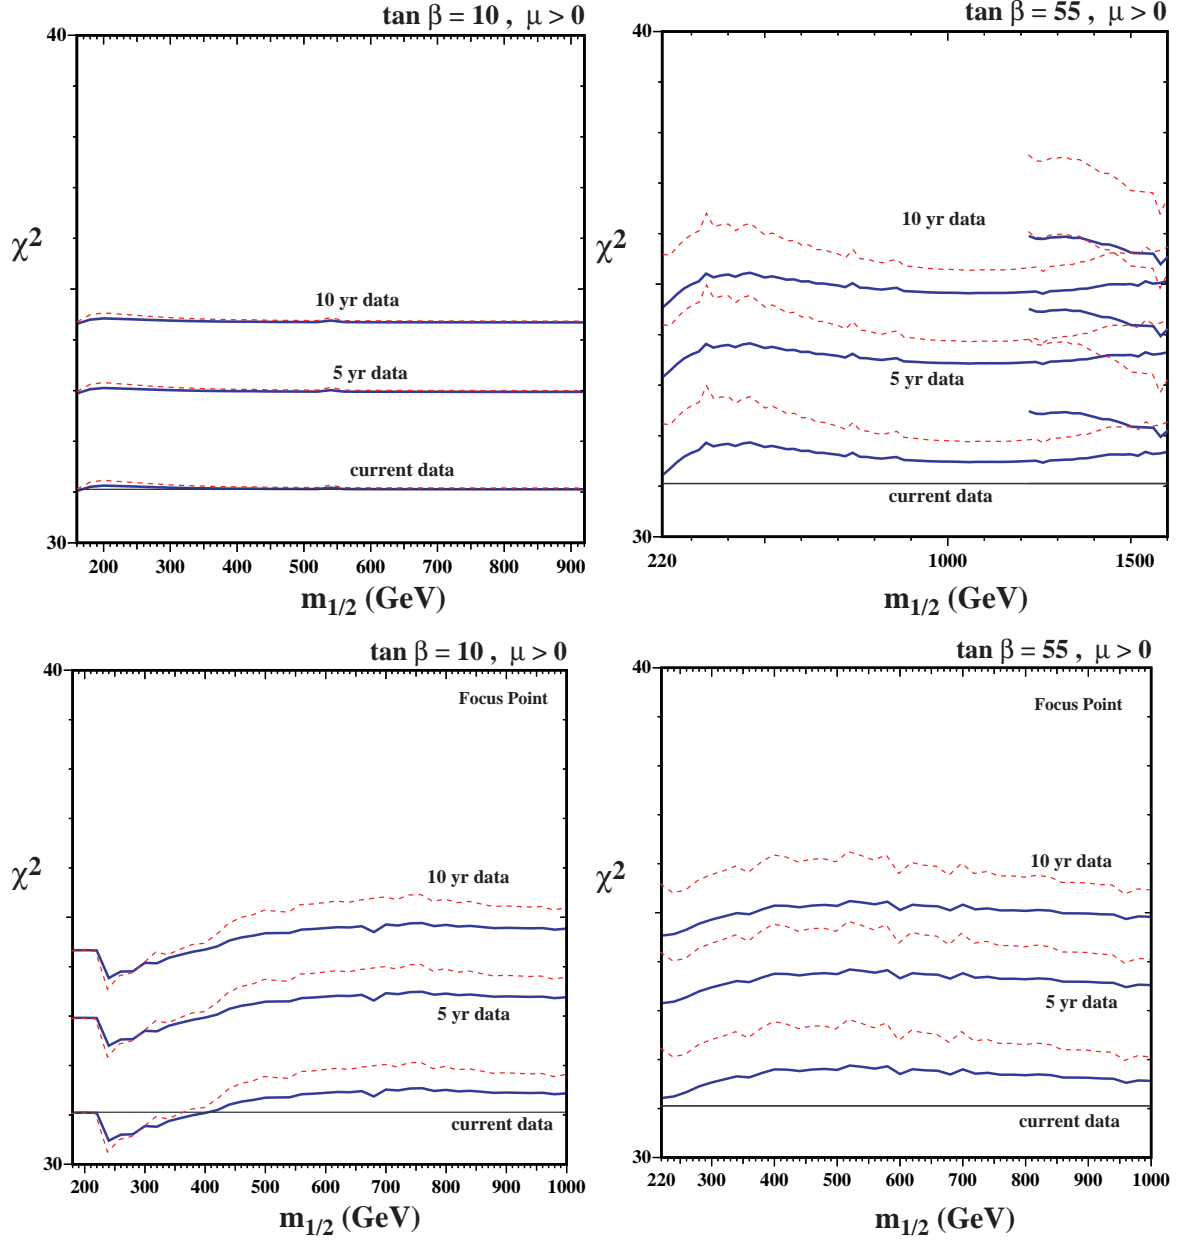 tan β = 10 , μ > 0
40
χ2
10 yr data
5 yr data
current data
30
200 300 400 500 600 700 800 900
m1/2 (GeV)
tan β = 55 , μ > 0
40
χ2
10 yr data
5 yr data
current data
30
220 1000 1500
m1/2 (GeV)
tan β = 10 , μ > 0
40
Focus Point
χ2
10 yr data
5 yr data
current data
30
200 300 400 500 600 700 800 900 1000
m1/2 (GeV)
tan β = 55 , μ > 0
40
Focus Point
χ2
10 yr data
5 yr data
current data
30
220 300 400 500 600 700 800 900 1000
m1/2 (GeV)